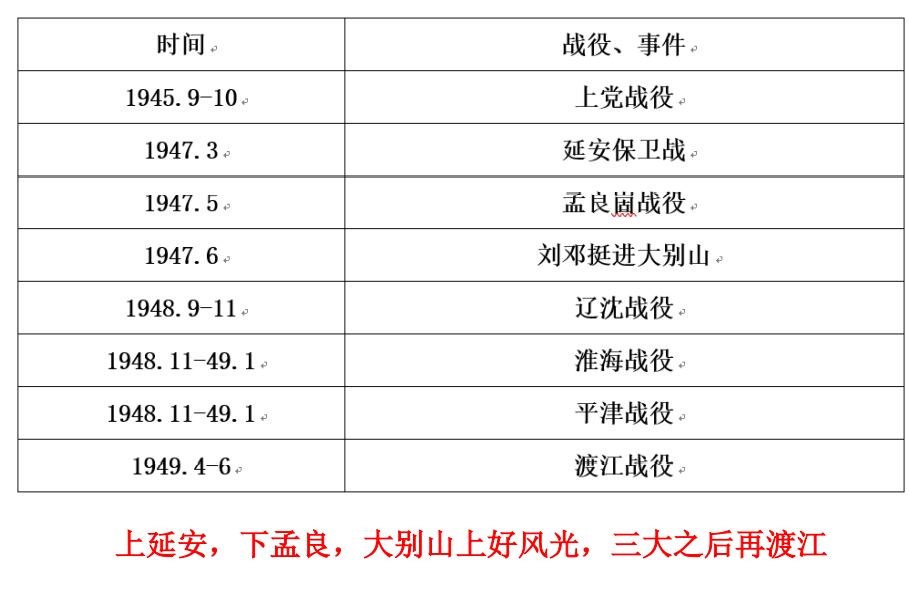 时间 战役、事件
1945.9-10 上党战役
1947.3 延安保卫战
1947.5 孟良崮战役
1947.6 刘邓挺进大别山
1948.9-11 辽沈战役
1948.11-49.1 淮海战役
1948.11-49.1 平津战役
1949.4-6 渡江战役
上延安，下孟良，大别山上好风光，三大之后再渡江